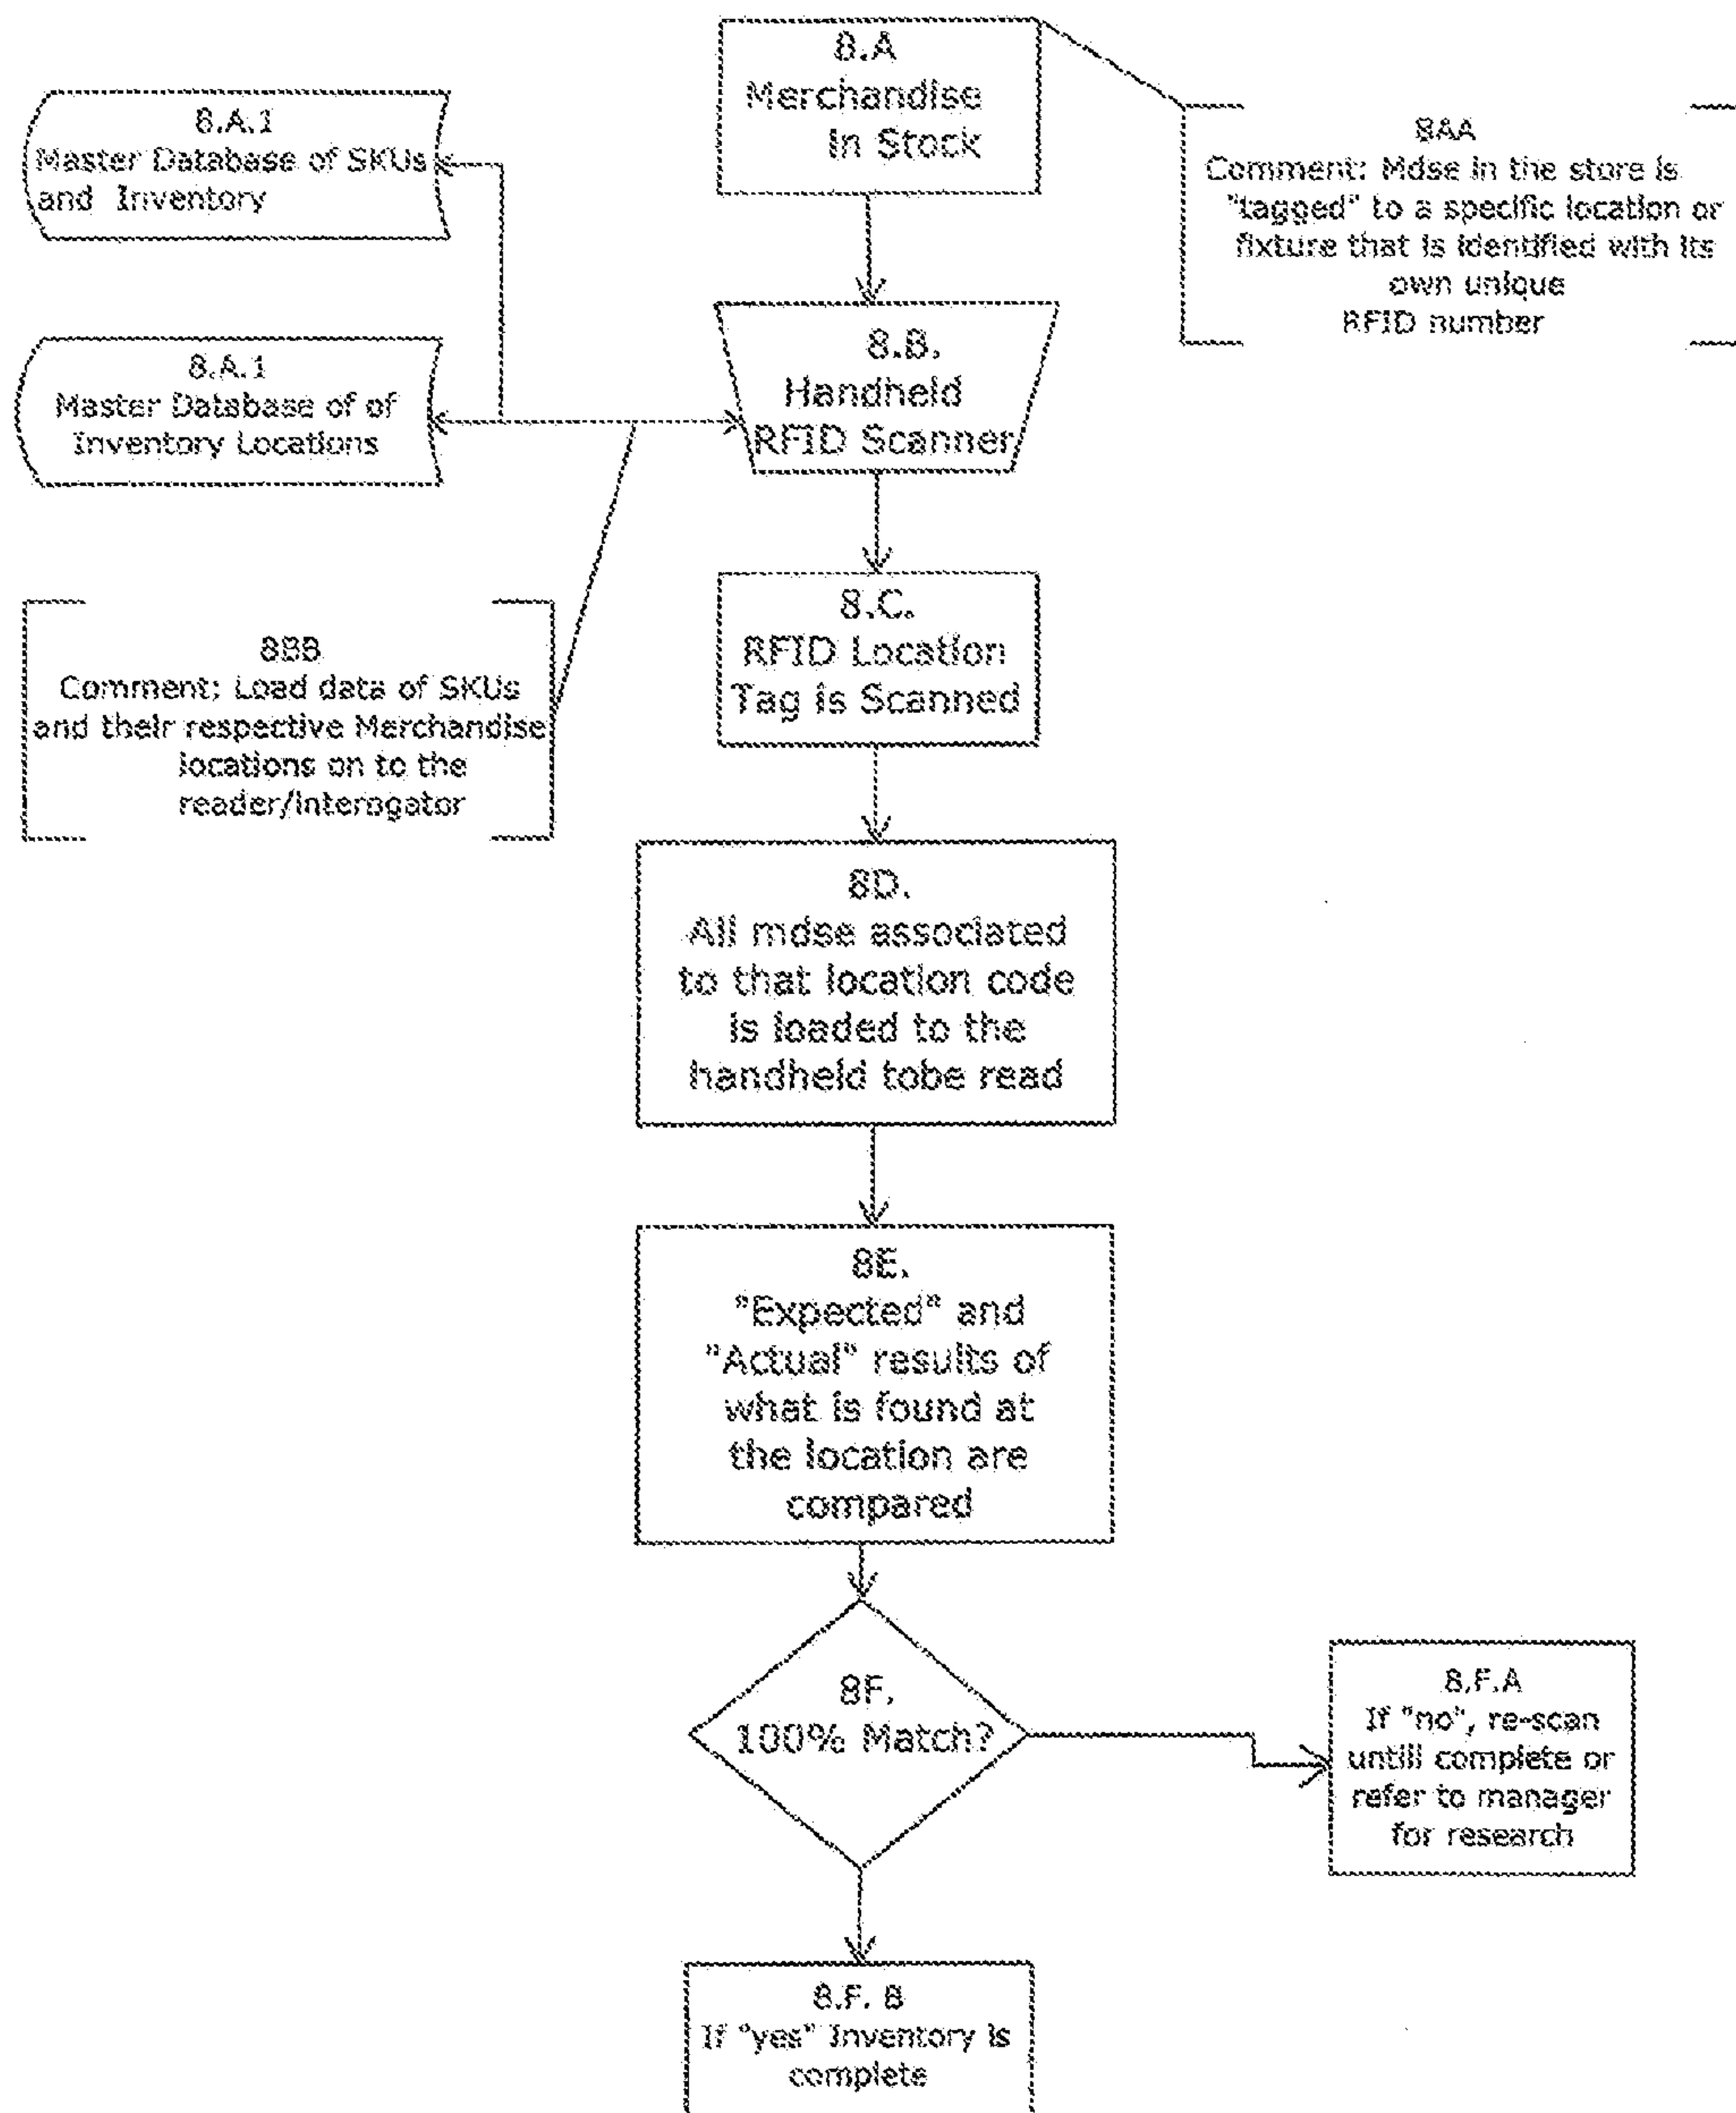 8.A
Merchandise
In Stock
8.A.1
Master Database of SKUs
and Inventory
8AA
Comment: Mdse in the store is
"tagged" to a specific location or
fixture that is identified with its
own unique
RFID number
8.B.
Handheld
RFID Scanner
8.A.1
Master Database of of
Inventory Locations
8.C.
RFID Location
Tag is Scanned
8BB
Comment: Load data of SKUs
and their respective Merchandise
locations on to the
reader/interogator
8D.
All mdse associated
to that location code
is loaded to the
handheld tobe read
8E.
"Expected" and
"Actual" results of
what is found at
the location are
compared
8F.
100% Match?
8.F.A
If "no", re-scan
untill complete or
refer to manager
for research
8.F. B
If "yes" Inventory is
complete